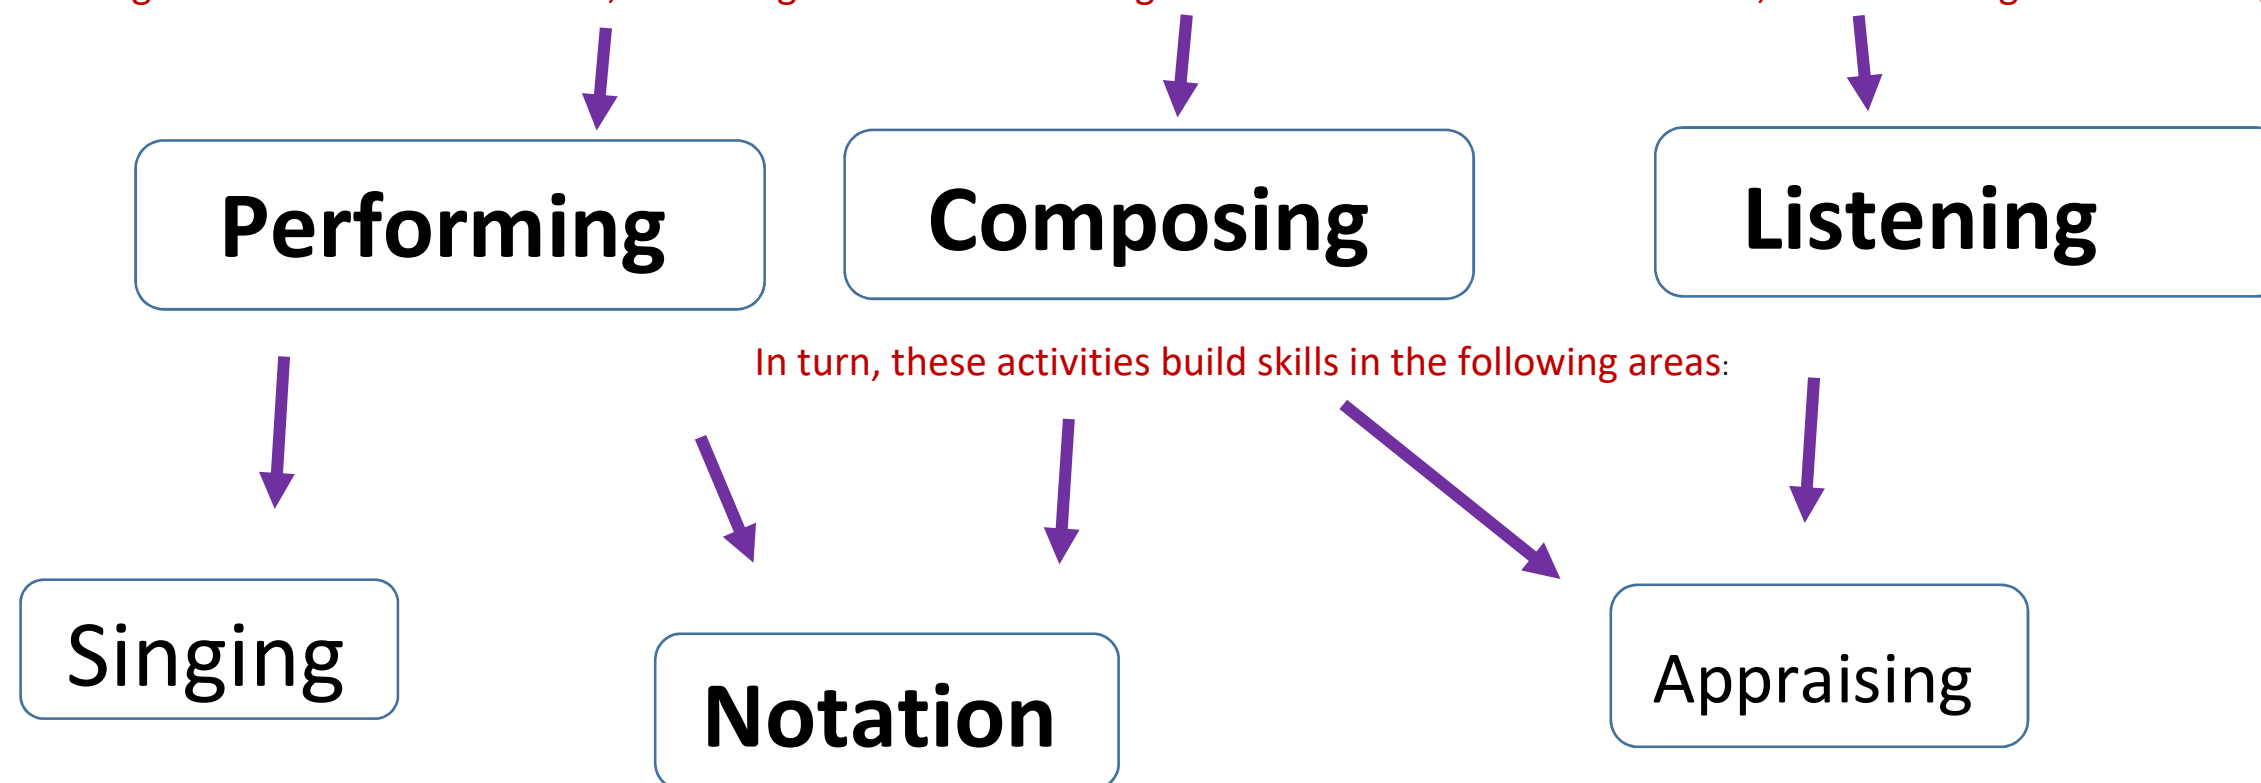 Performing
Composing
Listening
In turn, these activities build skills in the following areas:
Singing
Notation
Appraising